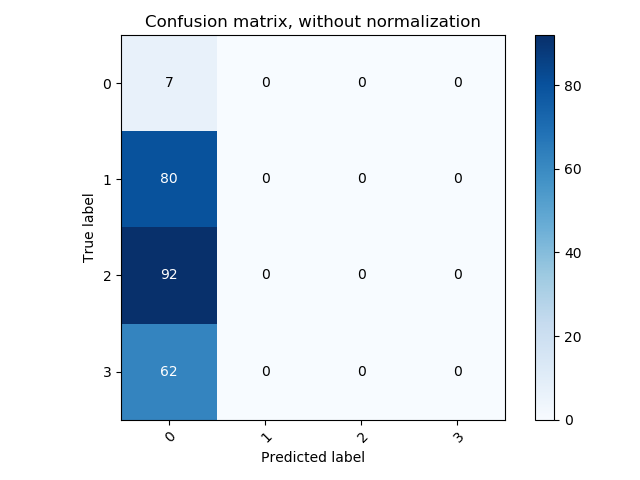 Confusion matrix, without normalization
0 7 0 0 0
1 80 0 0 0
2 92 0 0 0
3 62 0 0 0
0 1 2 3
True label
Predicted label
80
60
40
20
0